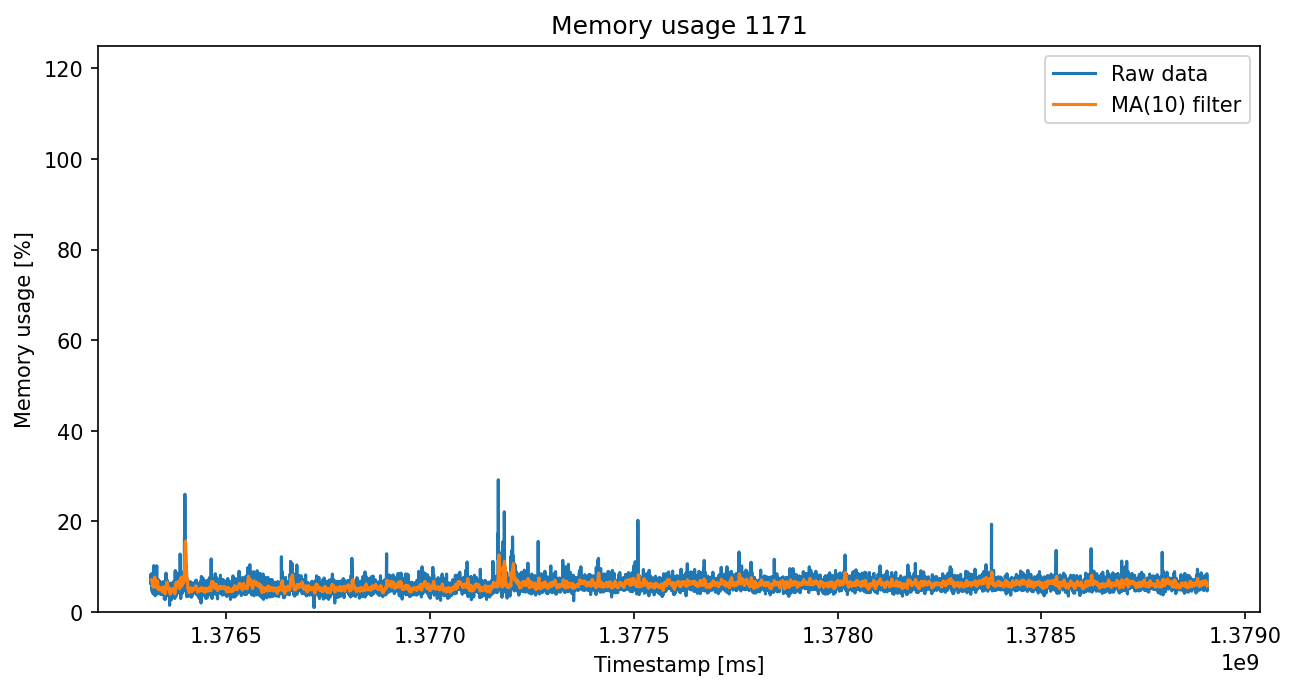 Memory usage 1171
Raw data
MA(10) filter
Memory usage [%]
120
100
80
60
40
20
0
1.3765 1.3770 1.3775 1.3780 1.3785 1.3790
1e9
Timestamp [ms]